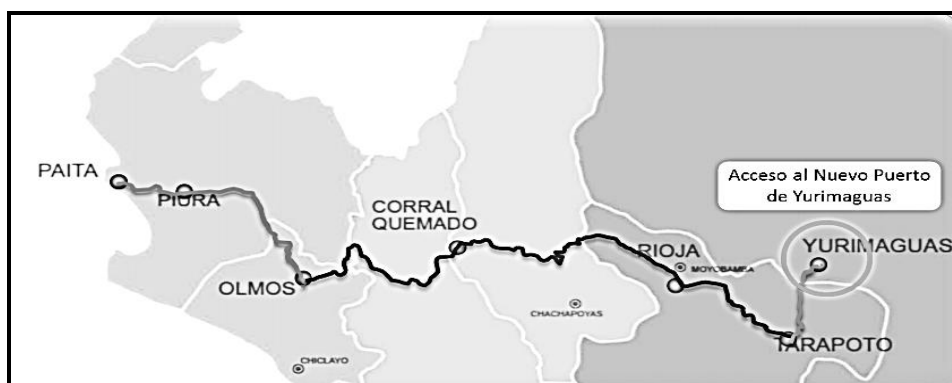 PAITA
PIURA
OLMOS
CHICLAYO
CORRAL
QUEMADO
CHACHAPOYAS
RIOJA
MOYOBAMBA
Acceso al Nuevo Puerto
de Yurimaguas
YURIMAGUAS
TARAPOTO